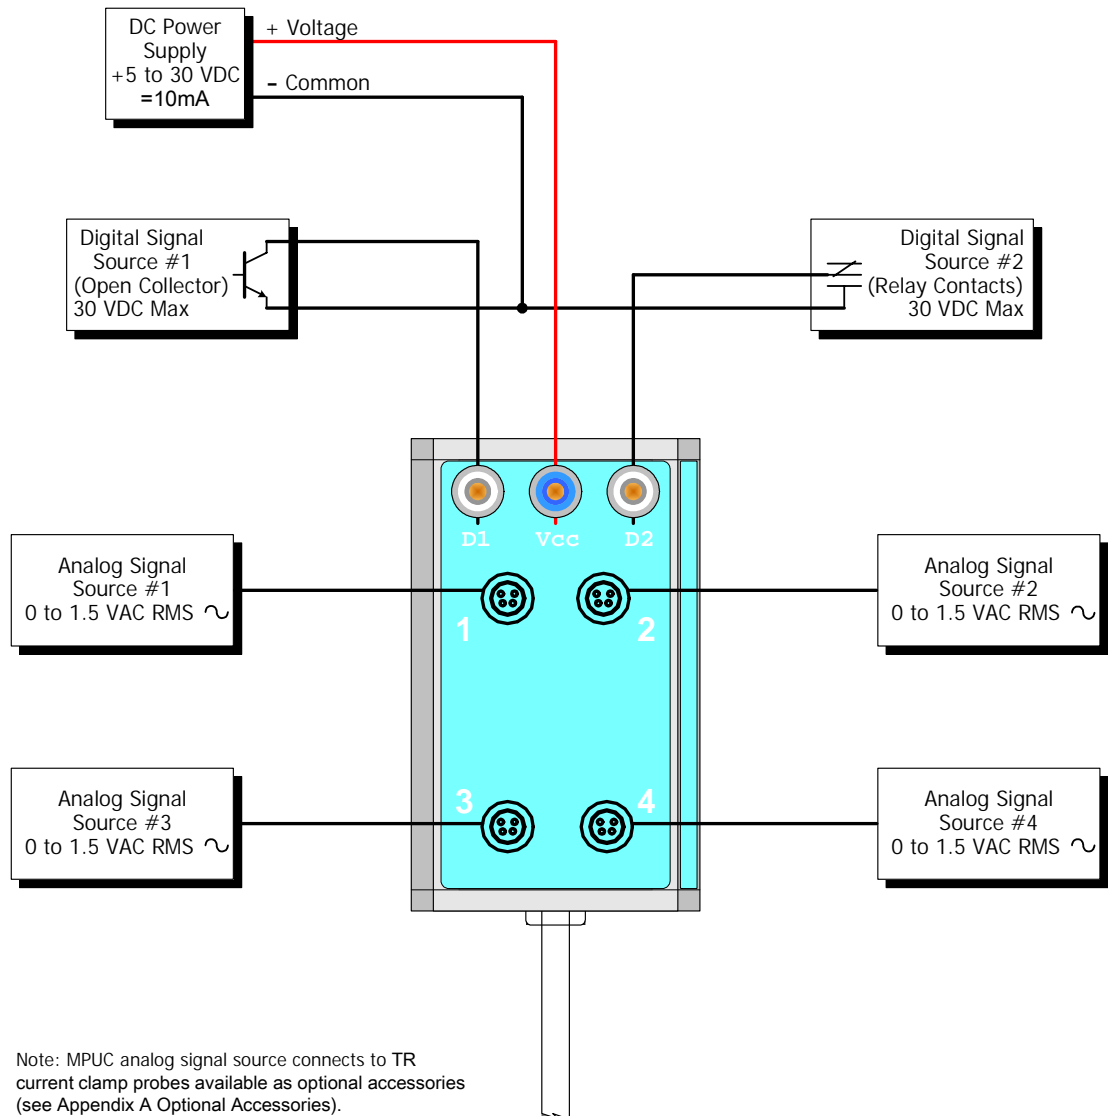 DC Power
Supply
+5 to 30 VDC
=10mA
+ Voltage
- Common
Digital Signal
Source #1
(Open Collector)
30 VDC Max
Digital Signal
Source #2
(Relay Contacts)
30 VDC Max
D1
Vcc
D2
Analog Signal
Source #1
0 to 1.5 VAC RMS
1
2
Analog Signal
Source #2
0 to 1.5 VAC RMS
Analog Signal
Source #3
0 to 1.5 VAC RMS
3
4
Analog Signal
Source #4
0 to 1.5 VAC RMS
Note: MPUC analog signal source connects to TR
current clamp probes available as optional accessories
(see Appendix A Optional Accessories).